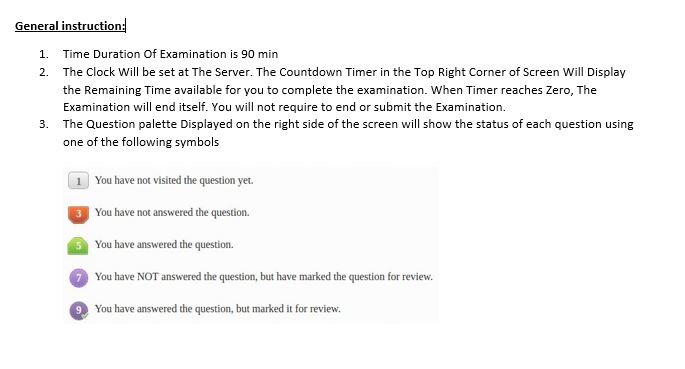 General instruction:
1. Time Duration Of Examination is 90 min
2. The Clock Will be set at The Server. The Countdown Timer in the Top Right Corner of Screen Will Display
the Remaining Time available for you to complete the examination. When Timer reaches Zero, The
Examination will end itself. You will not require to end or submit the Examination.
3. The Question palette Displayed on the right side of the screen will show the status of each question using
one of the following symbols
1 You have not visited the question yet.
3 You have not answered the question.
5 You have answered the question.
7 You have NOT answered the question, but have marked the question for review.
9 You have answered the question, but marked it for review.